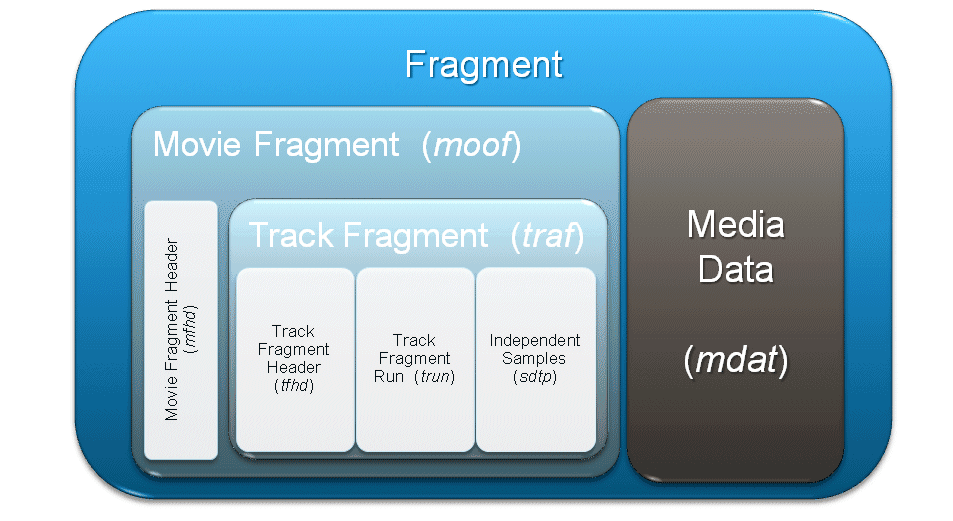 Fragment
Movie Fragment (moof)
Movie Fragment Header
(mfhd)
Track Fragment (traf)
Track
Fragment
Header
(tfhd)
Track
Fragment
Run (trun)
Independent
Samples
(sdtp)
Media
Data
(mdat)